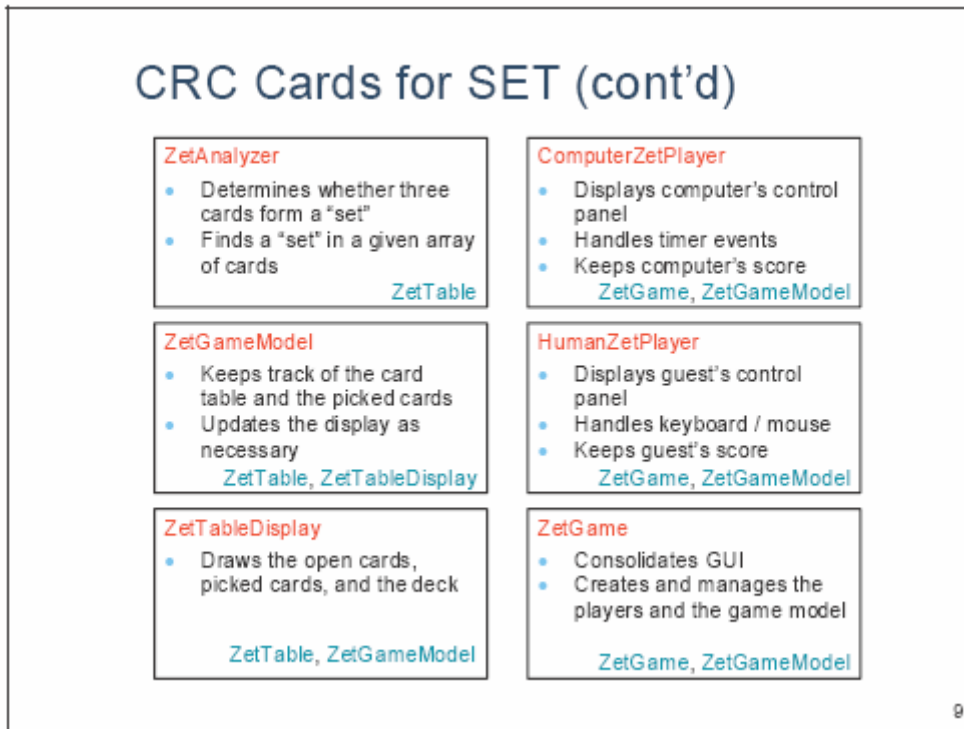 CRC Cards for SET (cont’d)
ZetAnalyzer
• Determines whether three
cards form a “set”
• Finds a “set” in a given array
of cards
ZetTable
ComputerZetPlayer
• Displays computer’s control
panel
• Handles timer events
• Keeps computer’s score
ZetGame, ZetGameModel
ZetGameModel
• Keeps track of the card
table and the picked cards
• Updates the display as
necessary
ZetTable, ZetTableDisplay
HumanZetPlayer
• Displays guest’s control
panel
• Handles keyboard / mouse
• Keeps guest’s score
ZetGame, ZetGameModel
ZetTableDisplay
• Draws the open cards,
picked cards, and the deck
ZetTable, ZetGameModel
ZetGame
• Consolidates GUI
• Creates and manages the
players and the game model
ZetGame, ZetGameModel
9